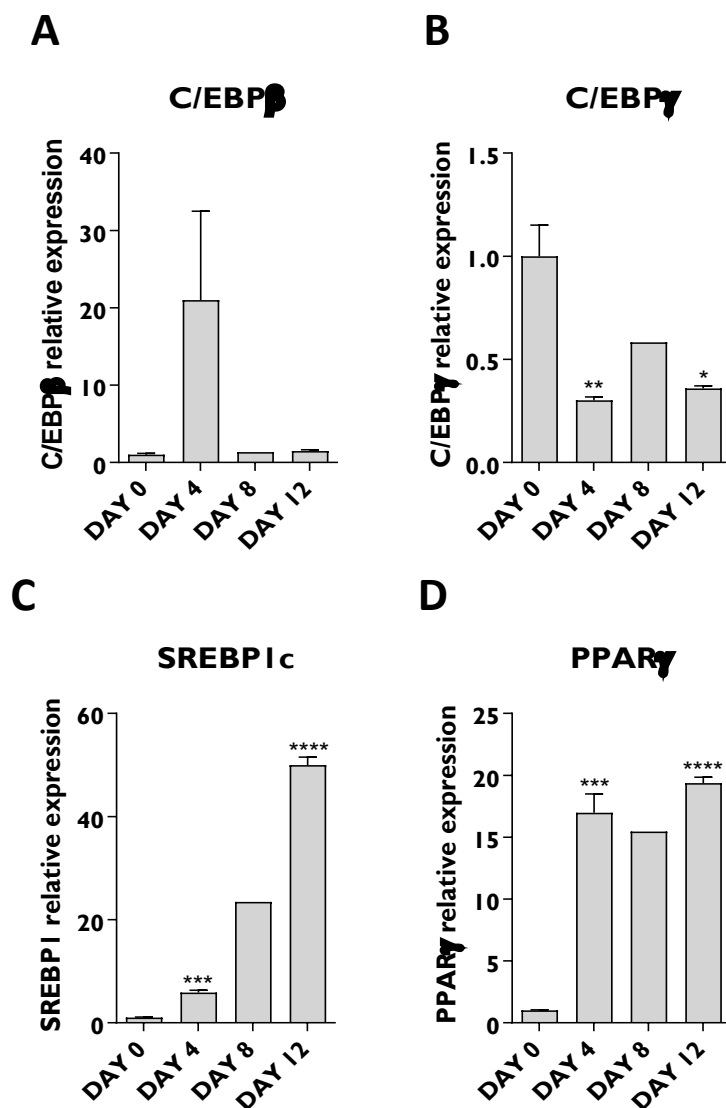 A
C/EBPβ
C/EBPβ relative expression
40
30
20
10
0
DAY 0
DAY 4
DAY 8
DAY 12
B
C/EBPγ
C/EBPγ relative expression
1.5
1.0
0.5
0.0
**
*
DAY 0
DAY 4
DAY 8
DAY 12
C
SREBP1c
SREBP1 relative expression
60
40
20
0
***
****
DAY 0
DAY 4
DAY 8
DAY 12
D
PPARγ
PPARγ relative expression
25
20
15
10
5
0
***
****
DAY 0
DAY 4
DAY 8
DAY 12